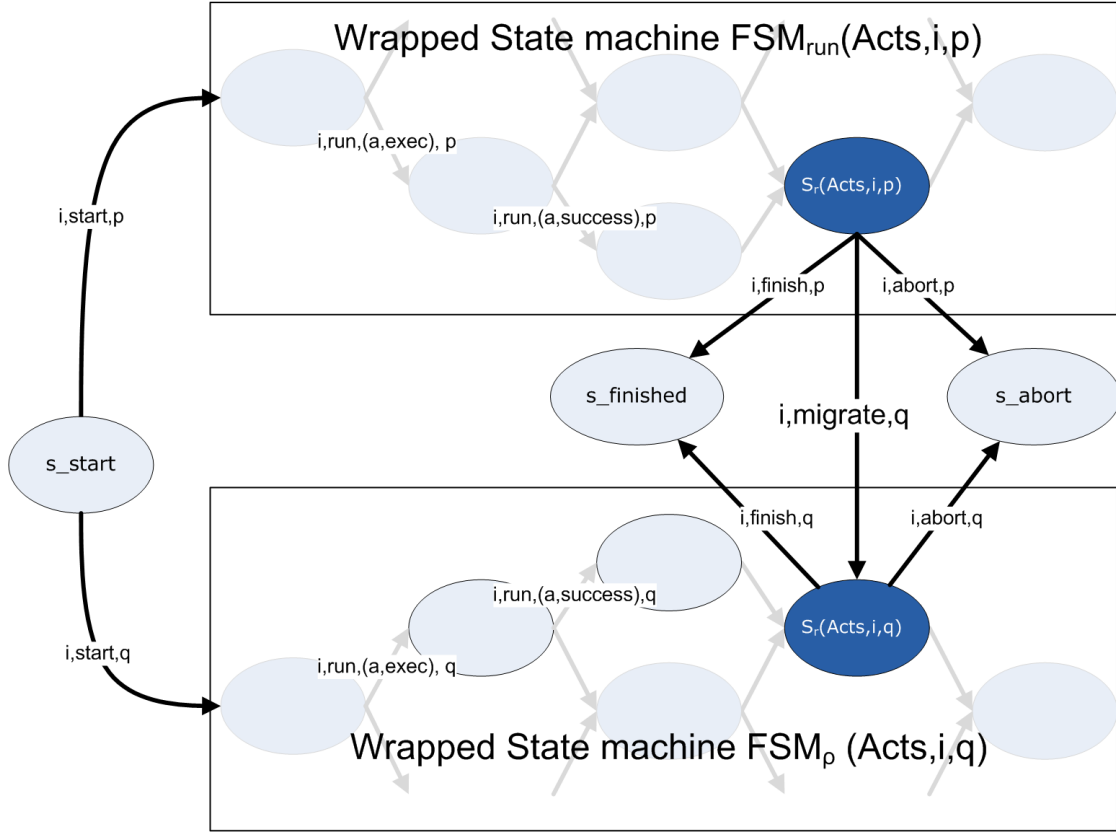 Wrapped State machine FSMrun(Acts,i,p)
i,run,(a,exec), p
Sr(Acts,i,p)
i,start,p
i,run,(a,success),p
i,finish,p
i,abort,p
s_finished
s_abort
i,migrate,q
s_start
i,finish,q
i,abort,q
i,run,(a,success),q
Sr(Acts,i,q)
i,start,q
i,run,(a,exec), q
Wrapped State machine FSMρ (Acts,i,q)